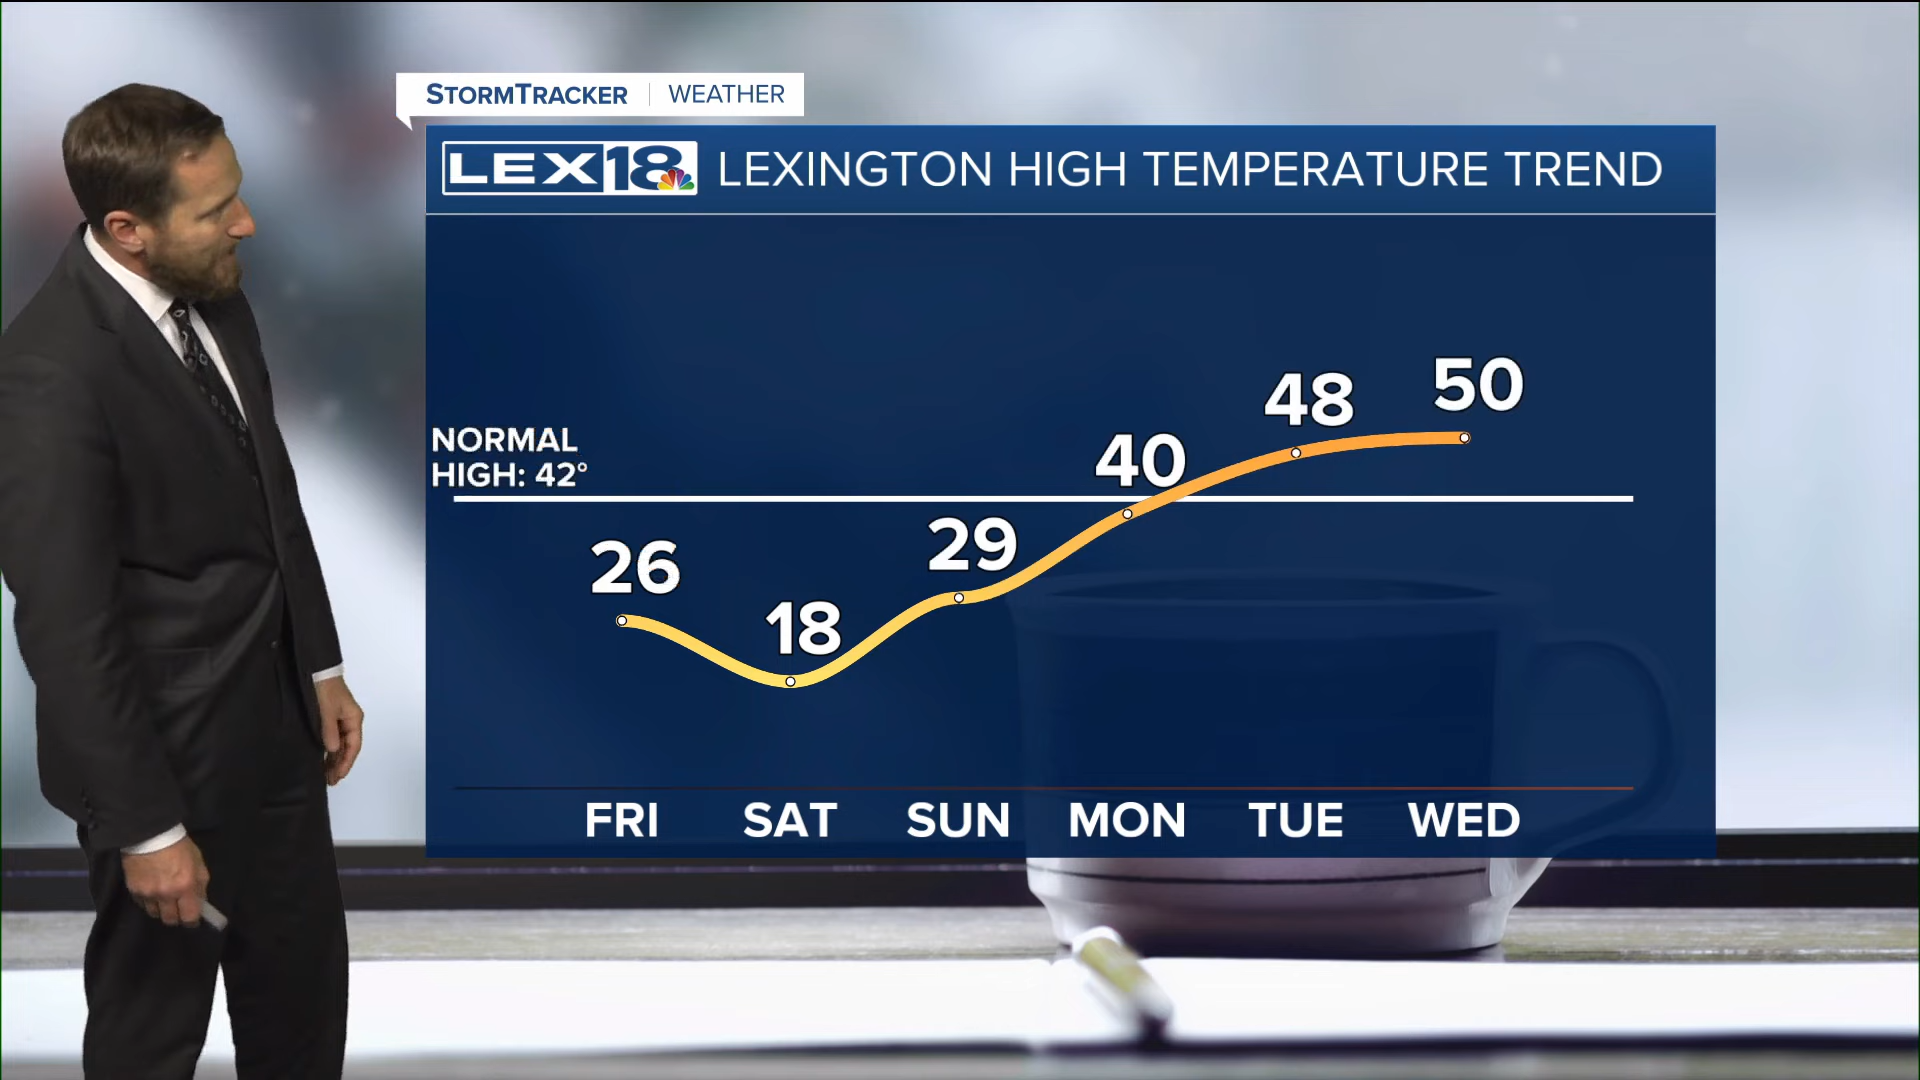 STORMTRACKER | WEATHER
LEX18 LEXINGTON HIGH TEMPERATURE TREND
NORMAL
HIGH: 42°
26
18
29
40
48
50
FRI SAT SUN MON TUE WED